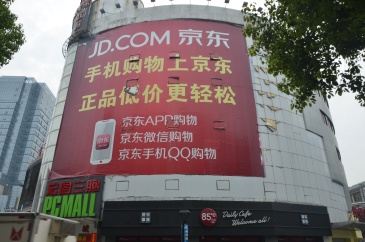 JD.COM 京东
手机购物上京东
正品低价更轻松
京东APP购物
京东微信购物
京东手机QQ购物
PGMALL
85℃
Daily Cafe
Welcome all!